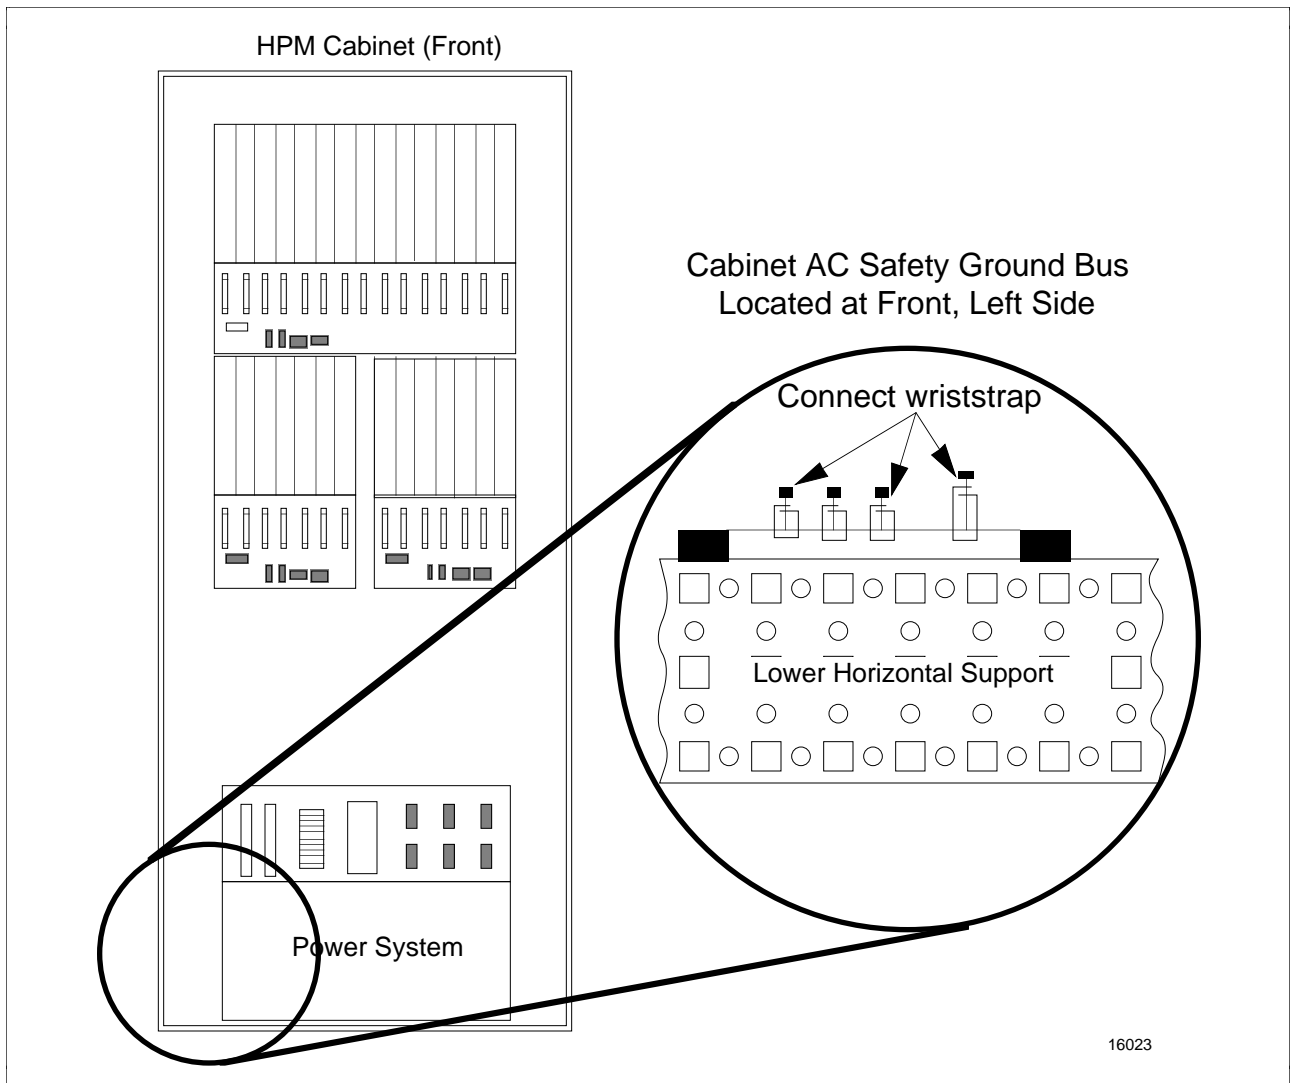 HPM Cabinet (Front)
Cabinet AC Safety Ground Bus
Located at Front, Left Side
Connect wriststrap
Lower Horizontal Support
Power System
16023